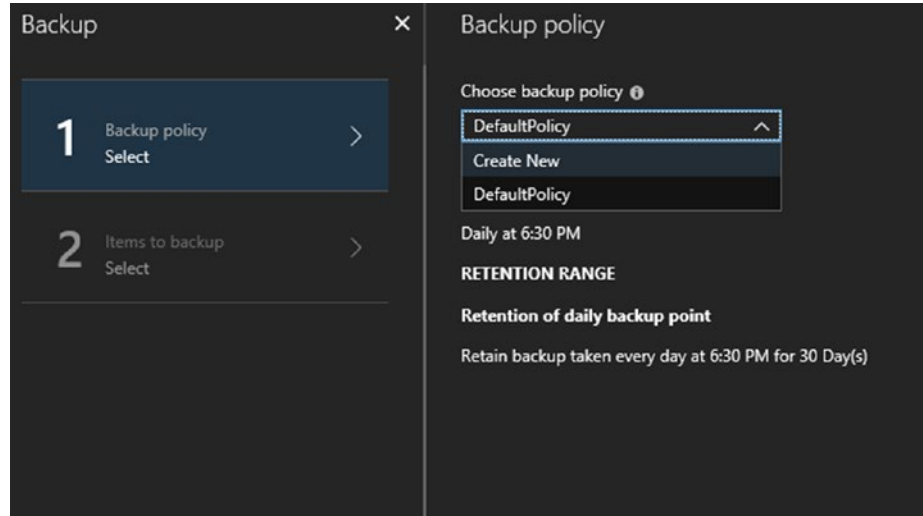 Backup
1
Backup policy
Select
2
Items to backup
Select
Backup policy
Choose backup policy
DefaultPolicy
Create New
DefaultPolicy
Daily at 6:30 PM
RETENTION RANGE
Retention of daily backup point
Retain backup taken every day at 6:30 PM for 30 Day(s)